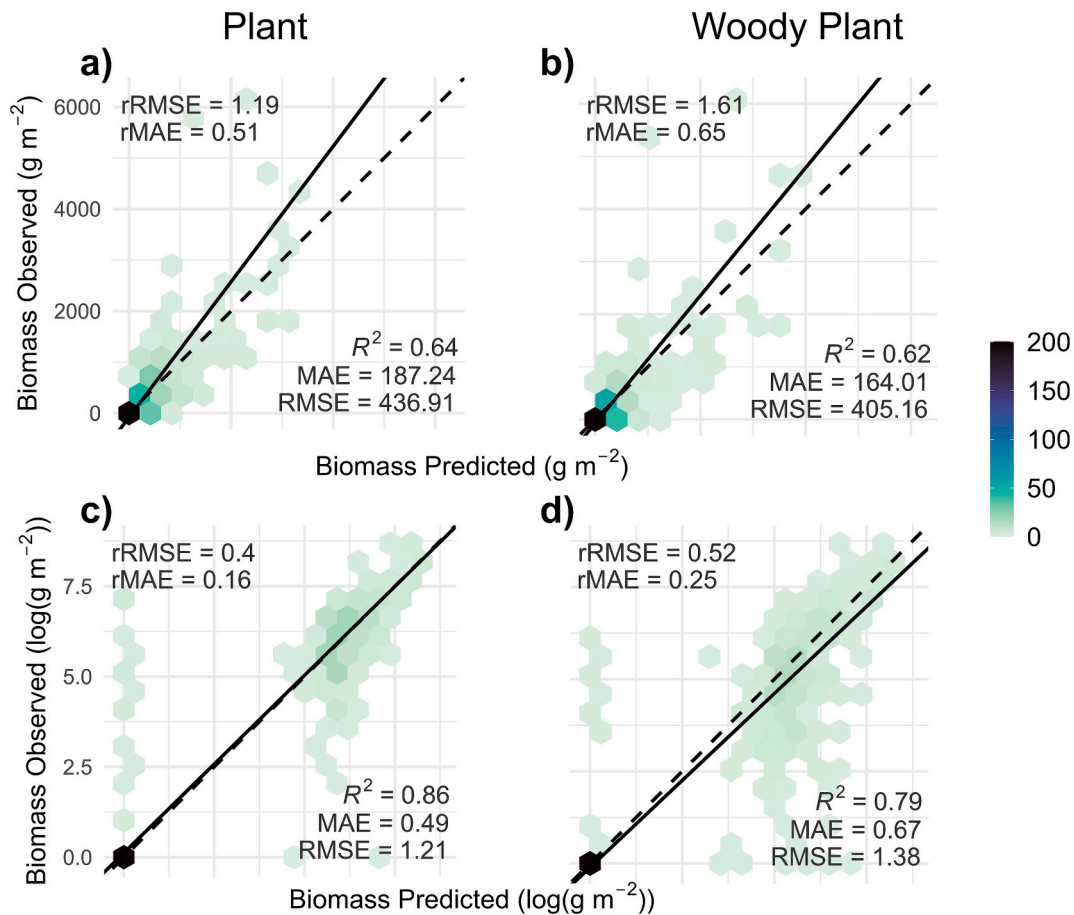 Plant
Woody Plant
a)
b)
rRMSE = 1.19
rMAE = 0.51
rRMSE = 1.61
rMAE = 0.65
6000
4000
2000
0
Biomass Observed (g m⁻²)
R² = 0.64
MAE = 187.24
RMSE = 436.91
R² = 0.62
MAE = 164.01
RMSE = 405.16
200
150
100
50
0
Biomass Predicted (g m⁻²)
c)
d)
rRMSE = 0.4
rMAE = 0.16
rRMSE = 0.52
rMAE = 0.25
7.5
5.0
2.5
0.0
Biomass Observed (log(g m⁻²))
R² = 0.86
MAE = 0.49
RMSE = 1.21
R² = 0.79
MAE = 0.67
RMSE = 1.38
Biomass Predicted (log(g m⁻²))